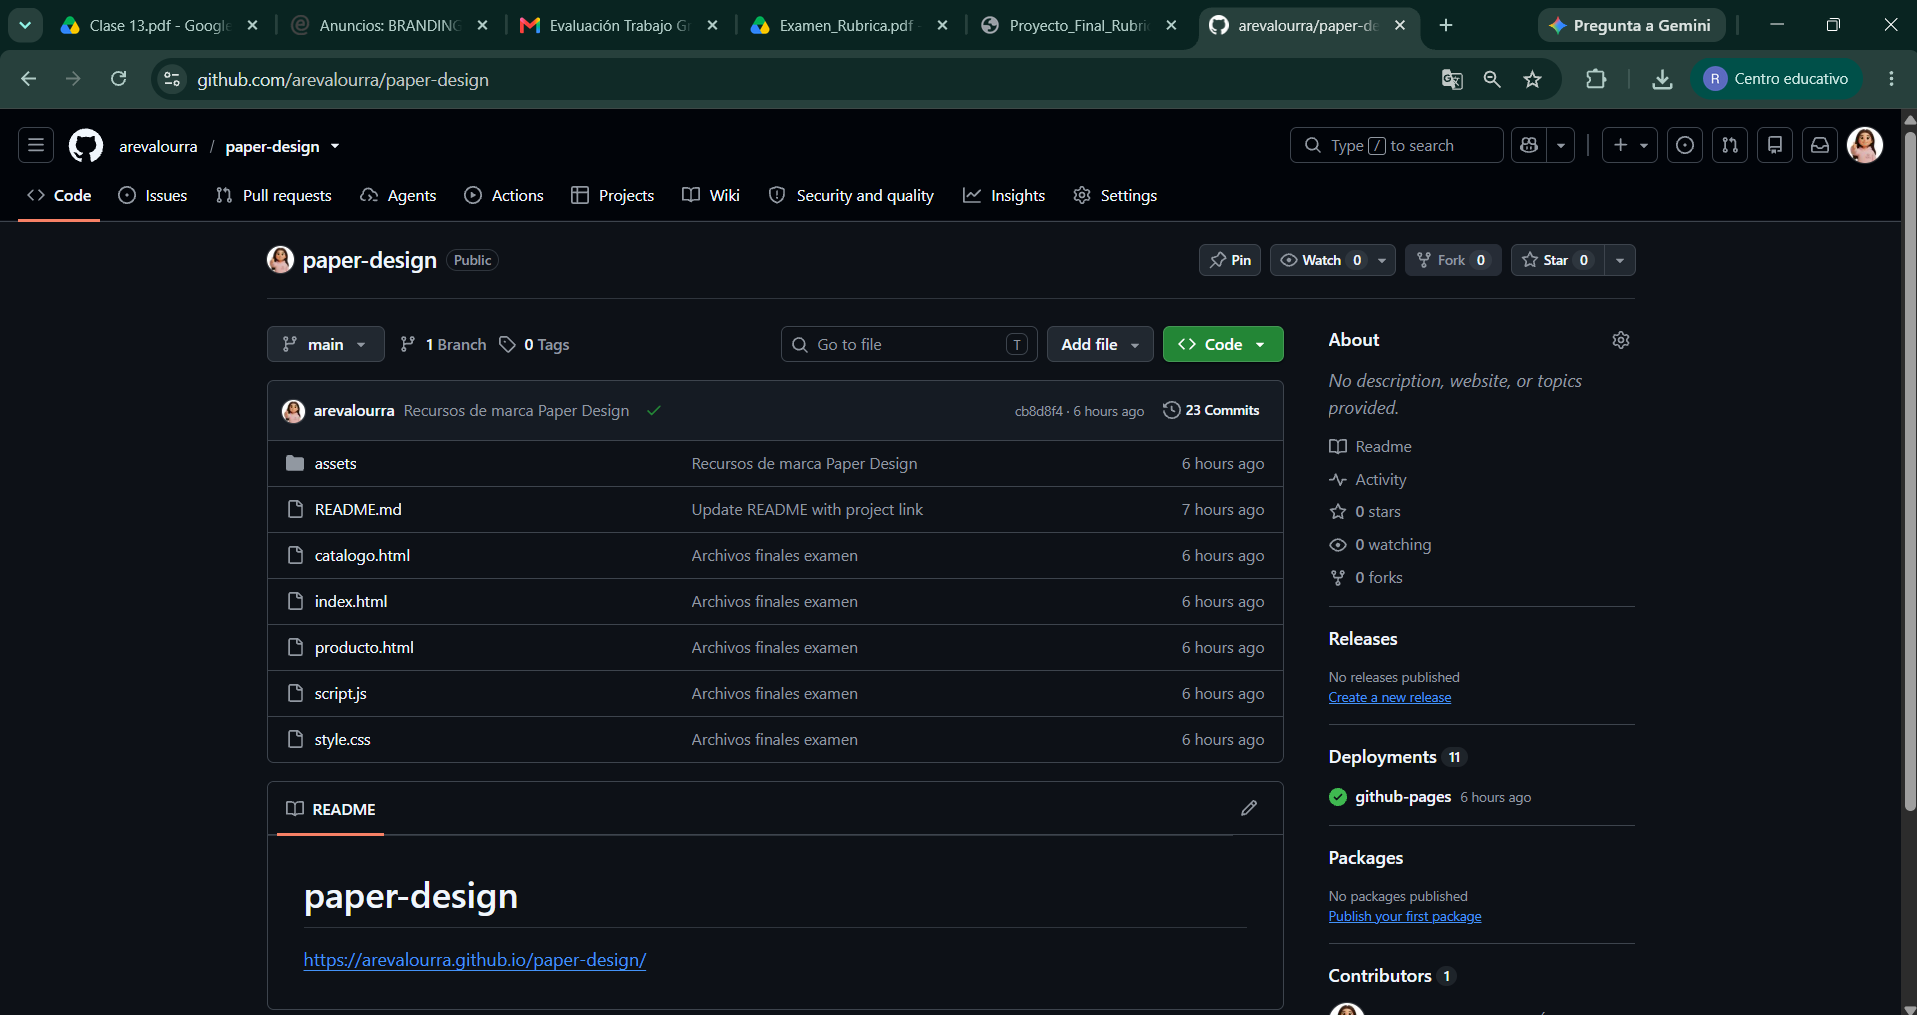 Clase 13.pdf - Google
Anuncios: BRANDING
Evaluación Trabajo Gr
Examen_Rubrica.pdf -
Proyecto_Final_Rubri
arevalourra/paper-de
Pregunta a Gemini
github.com/arevalourra/paper-design
R Centro educativo
arevalourra / paper-design
Type / to search
Code
Issues
Pull requests
Agents
Actions
Projects
Wiki
Security and quality
Insights
Settings
paper-design Public
Pin
Watch 0
Fork 0
Star 0
main
1 Branch
0 Tags
Go to file T
Add file
Code
arevalourra Recursos de marca Paper Design
cb8d8f4 · 6 hours ago
23 Commits
assets Recursos de marca Paper Design 6 hours ago
README.md Update README with project link 7 hours ago
catalogo.html Archivos finales examen 6 hours ago
index.html Archivos finales examen 6 hours ago
producto.html Archivos finales examen 6 hours ago
script.js Archivos finales examen 6 hours ago
style.css Archivos finales examen 6 hours ago
README
paper-design
https://arevalourra.github.io/paper-design/
About
No description, website, or topics
provided.
Readme
Activity
0 stars
0 watching
0 forks
Releases
No releases published
Create a new release
Deployments 11
github-pages 6 hours ago
Packages
No packages published
Publish your first package
Contributors 1